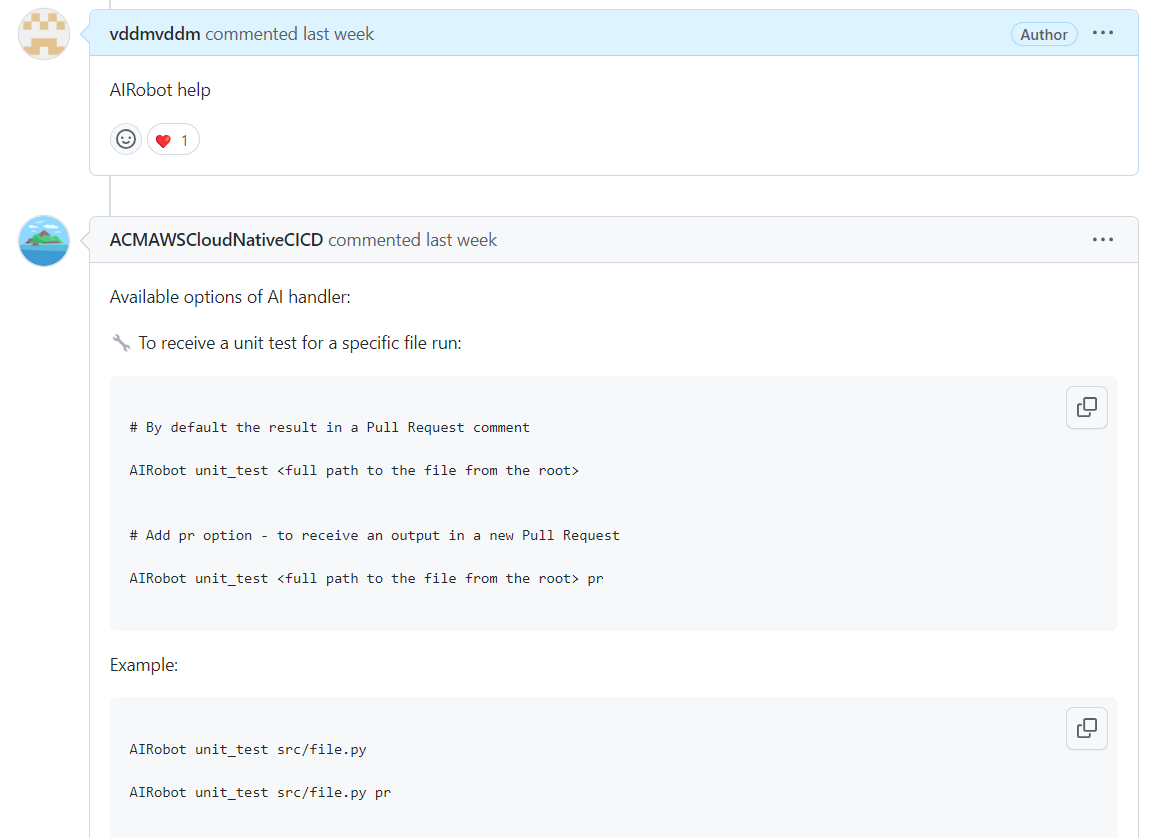 vddmvddm commented last week
Author
AIRobot help
1
ACMAWSCloudNativeCICD commented last week
Available options of AI handler:
To receive a unit test for a specific file run:
# By default the result in a Pull Request comment
AIRobot unit_test <full path to the file from the root>
# Add pr option - to receive an output in a new Pull Request
AIRobot unit_test <full path to the file from the root> pr
Example:
AIRobot unit_test src/file.py
AIRobot unit_test src/file.py pr